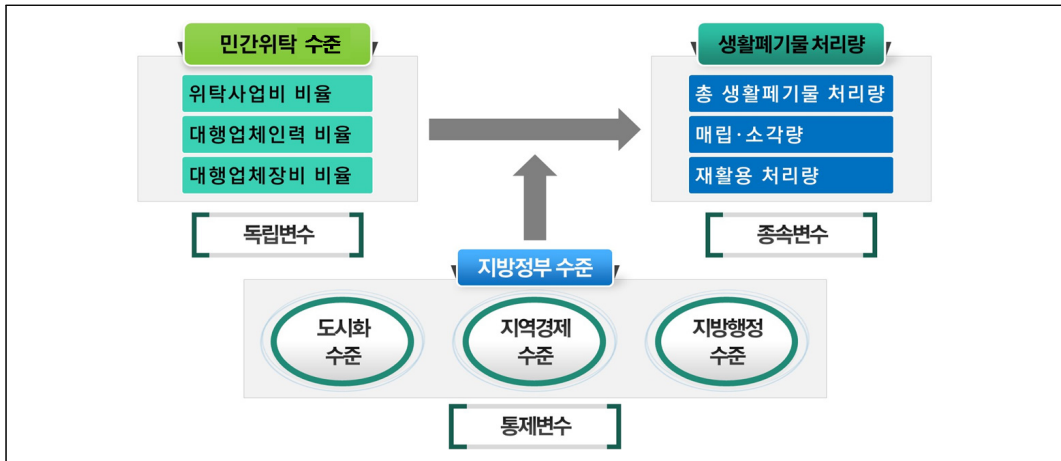 민간위탁 수준
위탁사업비 비율
대행업체인력 비율
대행업체장비 비율
독립변수
생활폐기물 처리량
총 생활폐기물 처리량
매립·소각량
재활용 처리량
종속변수
지방정부 수준
도시화
수준
지역경제
수준
지방행정
수준
통제변수